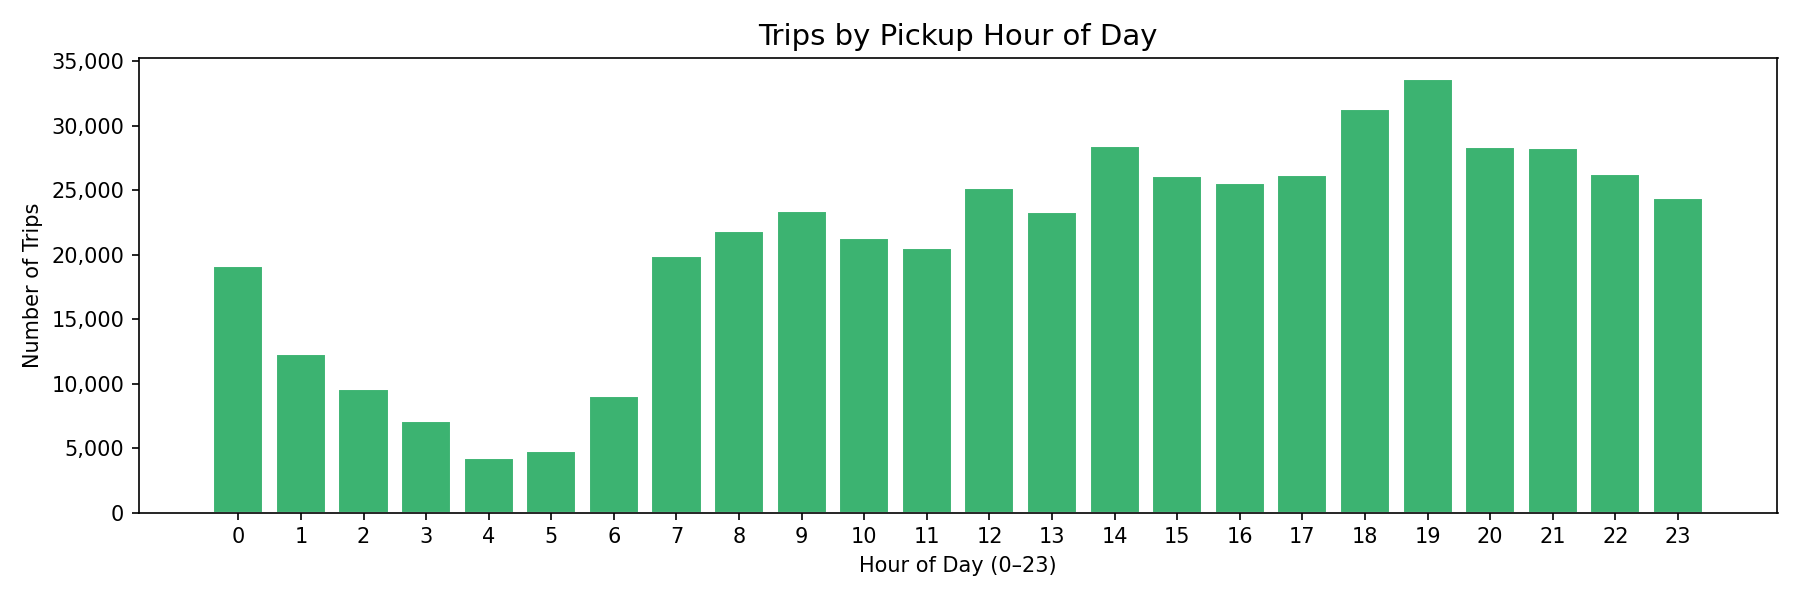 Trips by Pickup Hour of Day
35,000
30,000
25,000
20,000
15,000
10,000
5,000
0
Number of Trips
0 1 2 3 4 5 6 7 8 9 10 11 12 13 14 15 16 17 18 19 20 21 22 23
Hour of Day (0–23)